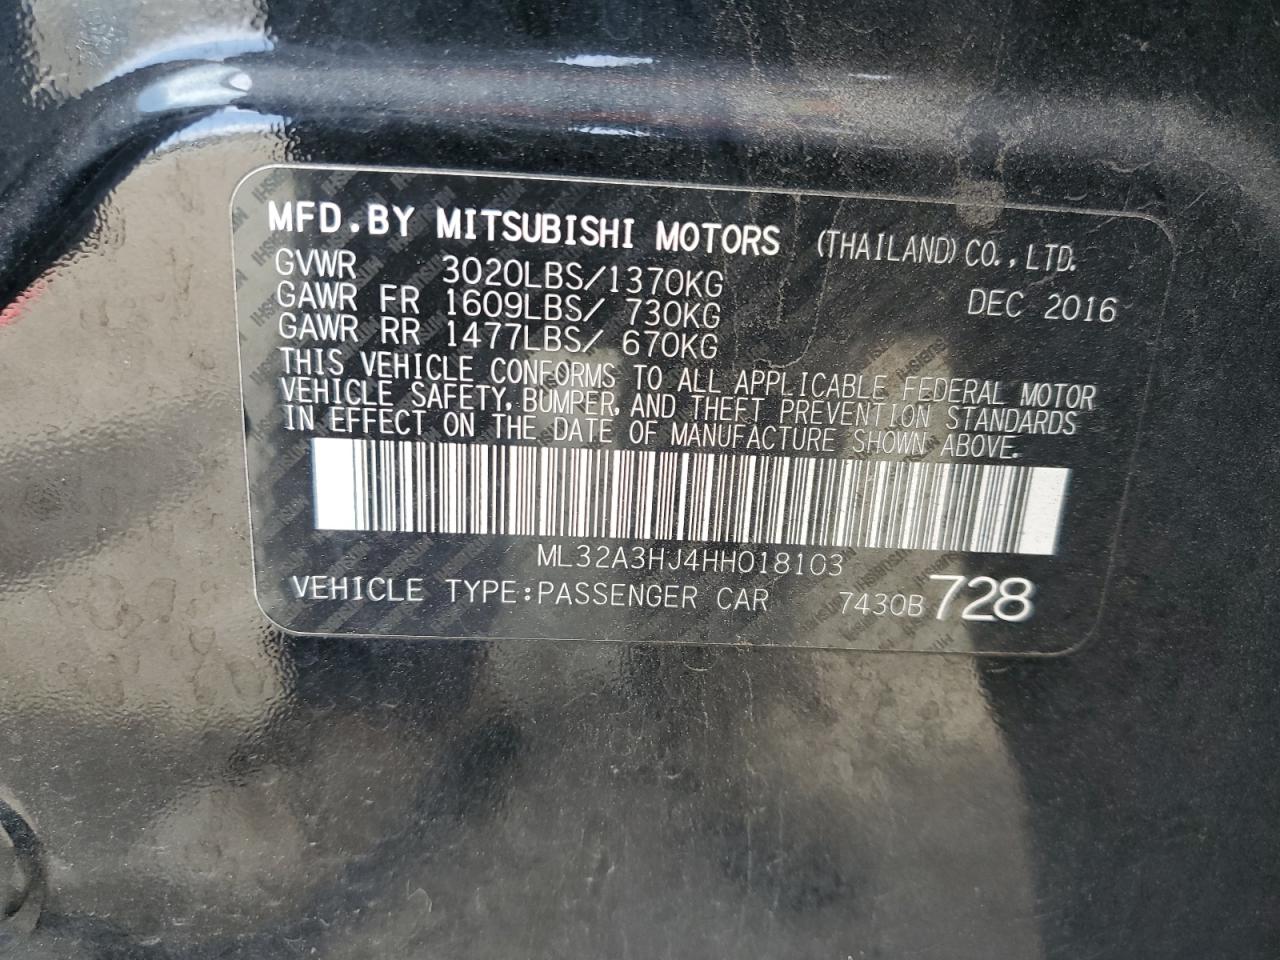 MFD.BY MITSUBISHI MOTORS (THAILAND) CO., LTD.
GVWR 3020LBS/1370KG DEC 2016
GAWR FR 1609LBS/ 730KG
GAWR RR 1477LBS/ 670KG
THIS VEHICLE CONFORMS TO ALL APPLICABLE FEDERAL MOTOR
VEHICLE SAFETY, BUMPER, AND THEFT PREVENTION STANDARDS
IN EFFECT ON THE DATE OF MANUFACTURE SHOWN ABOVE.
ML32A3HJ4HH018103
VEHICLE TYPE:PASSENGER CAR 7430B 728